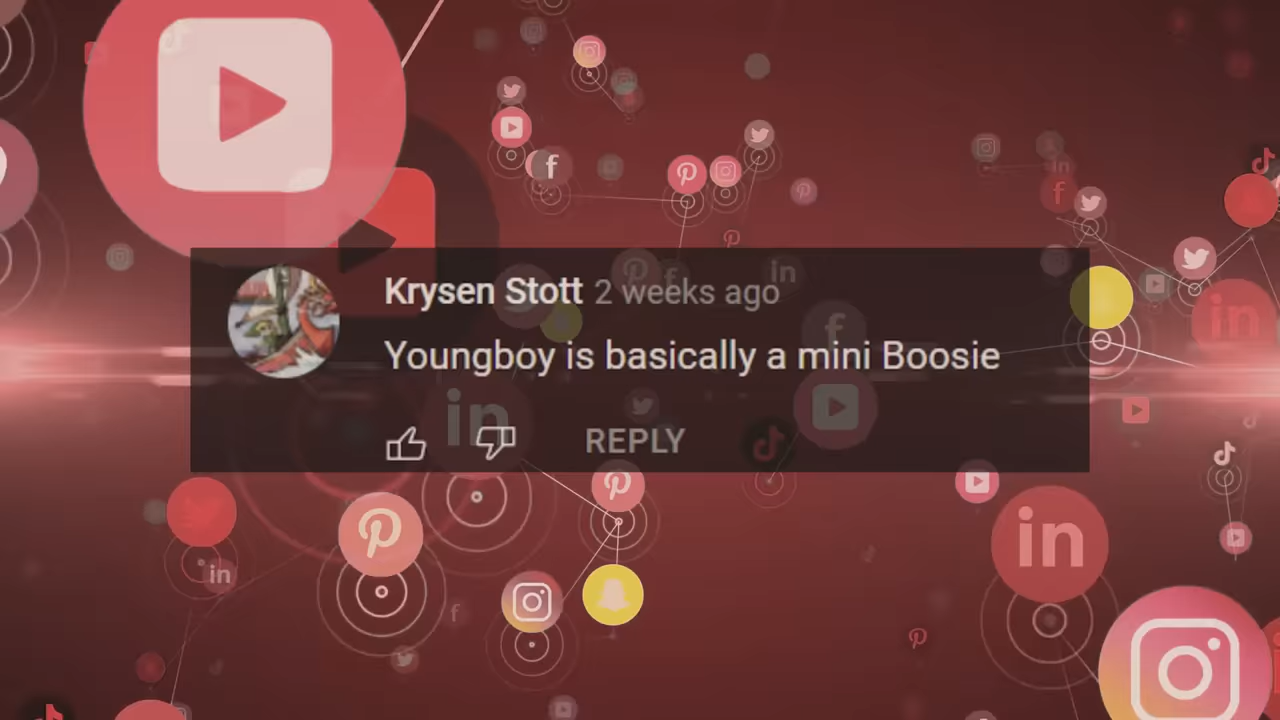 Krysen Stott 2 weeks ago
Youngboy is basically a mini Boosie
REPLY